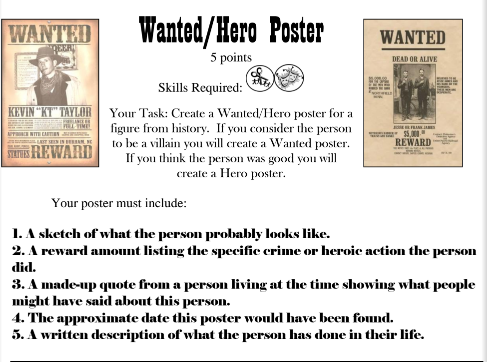 Wanted/Hero Poster
5 points
Skills Required:
Your Task: Create a Wanted/Hero poster for a
figure from history. If you consider the person
to be a villain you will create a Wanted poster.
If you think the person was good you will
create a Hero poster.
WANTED
KEVIN "KT" TAYLOR
REWARD
WANTED
DEAD OR ALIVE
$5,000
REWARD
Your poster must include:
1. A sketch of what the person probably looks like.
2. A reward amount listing the specific crime or heroic action the person
did.
3. A made-up quote from a person living at the time showing what people
might have said about this person.
4. The approximate date this poster would have been found.
5. A written description of what the person has done in their life.